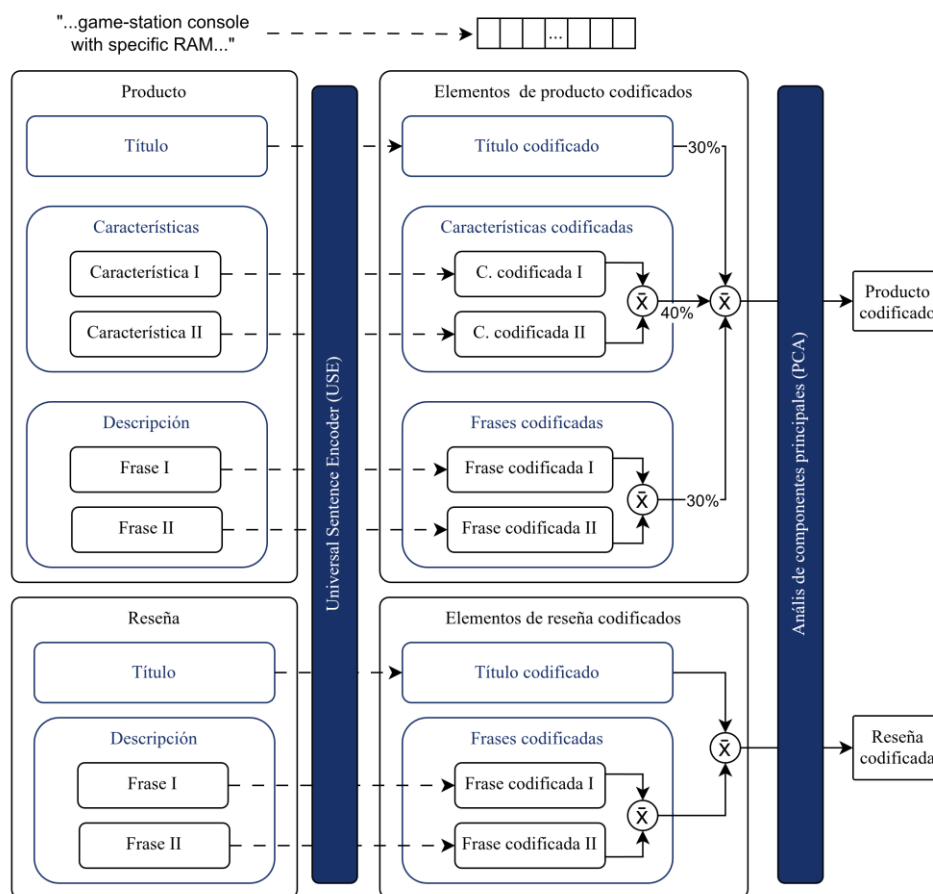 "...game-station console
with specific RAM..."
...
Producto
Título
Características
Característica I
Característica II
Descripción
Frase I
Frase II
Universal Sentence Encoder (USE)
Elementos de producto codificados
Título codificado
30%
Características codificadas
C. codificada I
C. codificada II
x̄
40%
x̄
Frases codificadas
Frase codificada I
Frase codificada II
x̄
30%
Anális de componentes principales (PCA)
Producto
codificado
Reseña
Título
Descripción
Frase I
Frase II
Elementos de reseña codificados
Título codificado
Frases codificadas
Frase codificada I
Frase codificada II
x̄
x̄
Reseña
codificada